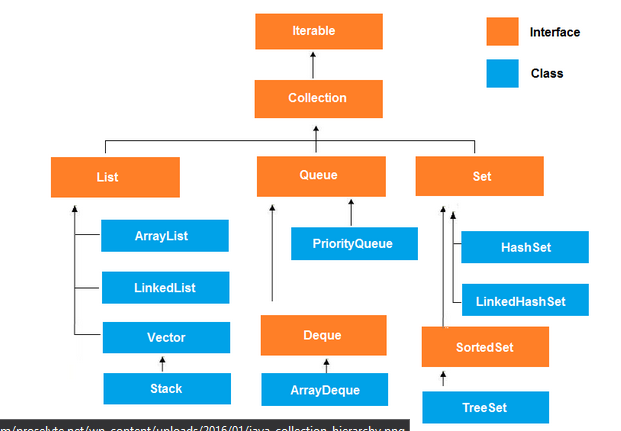 Iterable
Interface
Class
Collection
List
Queue
Set
ArrayList
PriorityQueue
HashSet
LinkedList
LinkedHashSet
Vector
Deque
SortedSet
Stack
ArrayDeque
TreeSet
m/proselyte.net/wp-content/uploads/2016/01/java_collection_hierarchy.png